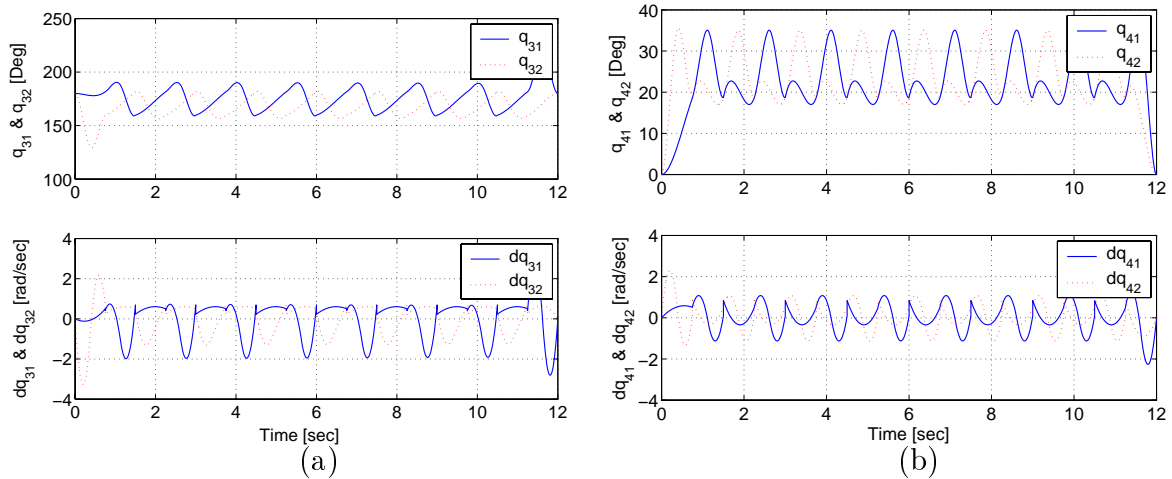 250
200
150
100
0 2 4 6 8 10 12
q31 & q32 [Deg]
q31
q32
4
2
0
−2
−4
0 2 4 6 8 10 12
dq31 & dq32 [rad/sec]
dq31
dq32
Time [sec]
(a)
40
30
20
10
0
0 2 4 6 8 10 12
q41 & q42 [Deg]
q41
q42
4
2
0
−2
−4
0 2 4 6 8 10 12
dq41 & dq42 [rad/sec]
dq41
dq42
Time [sec]
(b)